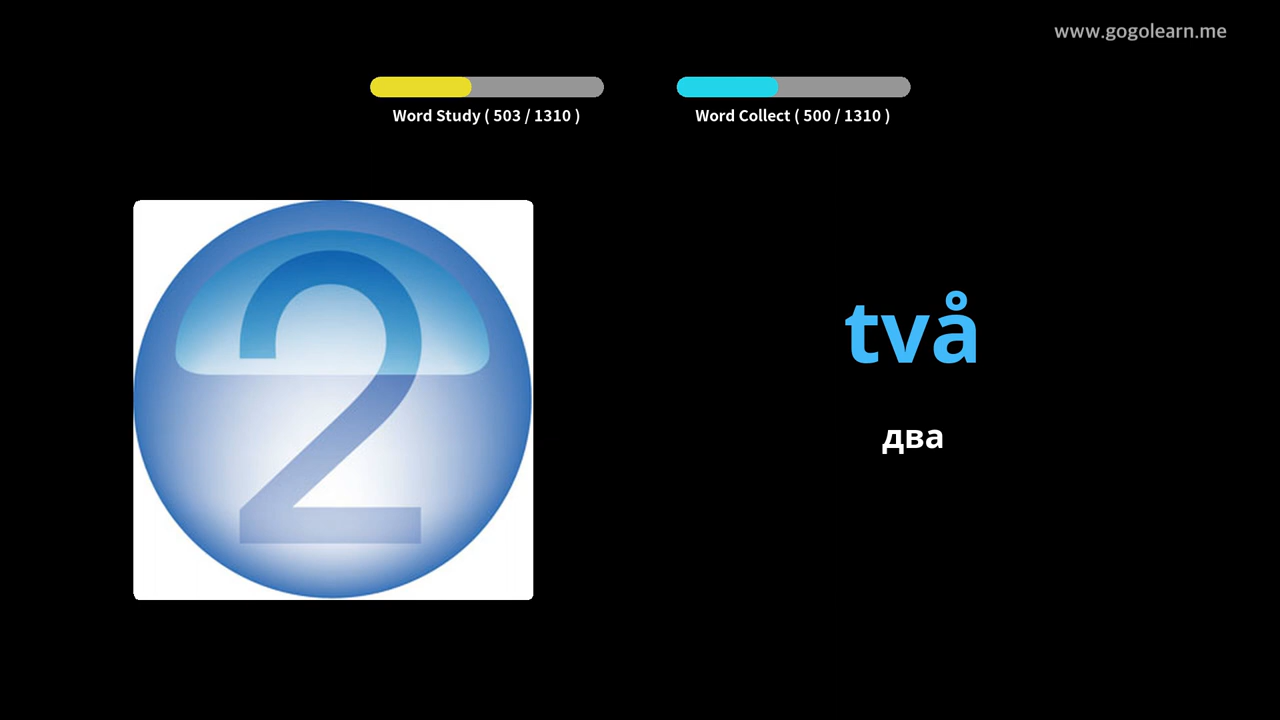 www.gogolearn.me
Word Study ( 503 / 1310 )
Word Collect ( 500 / 1310 )
2
två
два